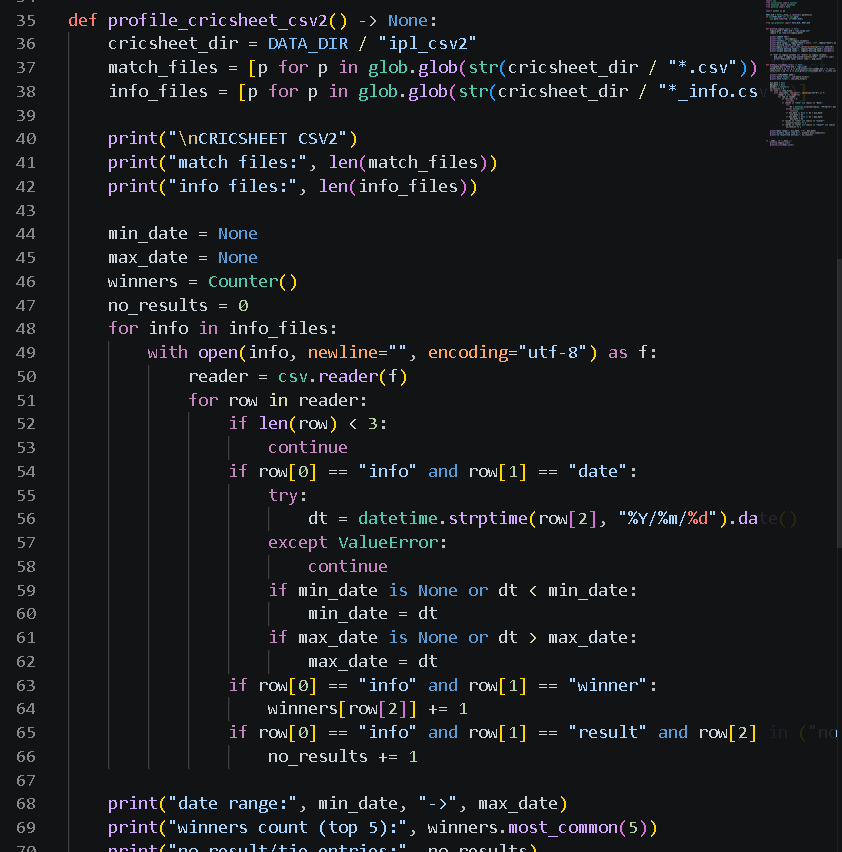 35 def profile_cricsheet_csv2() -> None:
36 cricsheet_dir = DATA_DIR / "ipl_csv2"
37 match_files = [p for p in glob.glob(str(cricsheet_dir / "*.csv"))
38 info_files = [p for p in glob.glob(str(cricsheet_dir / "*_info.csv
39
40 print("\nCRICSHEET CSV2")
41 print("match files:", len(match_files))
42 print("info files:", len(info_files))
43
44 min_date = None
45 max_date = None
46 winners = Counter()
47 no_results = 0
48 for info in info_files:
49 with open(info, newline="", encoding="utf-8") as f:
50 reader = csv.reader(f)
51 for row in reader:
52 if len(row) < 3:
53 continue
54 if row[0] == "info" and row[1] == "date":
55 try:
56 dt = datetime.strptime(row[2], "%Y/%m/%d").date()
57 except ValueError:
58 continue
59 if min_date is None or dt < min_date:
60 min_date = dt
61 if max_date is None or dt > max_date:
62 max_date = dt
63 if row[0] == "info" and row[1] == "winner":
64 winners[row[2]] += 1
65 if row[0] == "info" and row[1] == "result" and row[2] in ("no
66 no_results += 1
67
68 print("date range:", min_date, "->", max_date)
69 print("winners count (top 5):", winners.most_common(5))
70 print("no result/tie entries:", no_results)